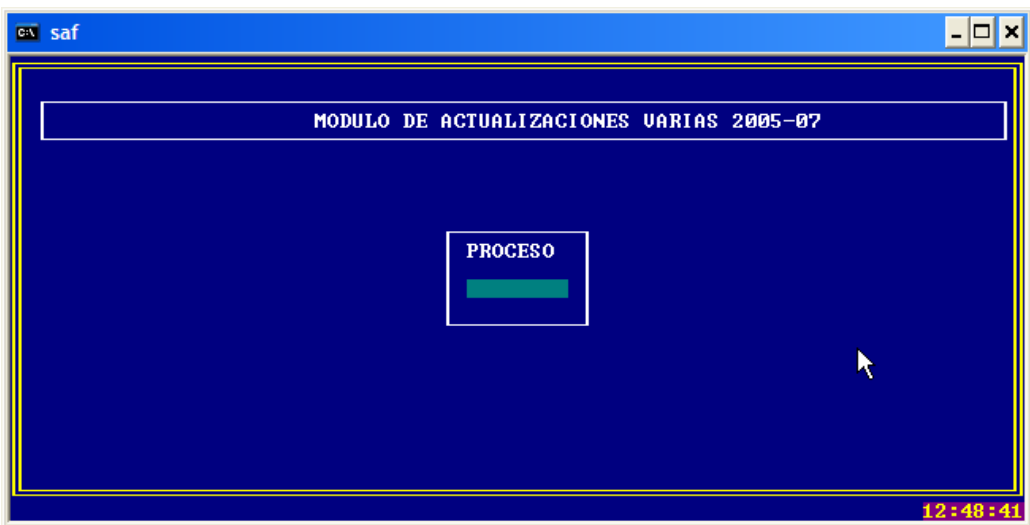 saf
MODULO DE ACTUALIZACIONES VARIAS 2005-07
PROCESO
12:48:41